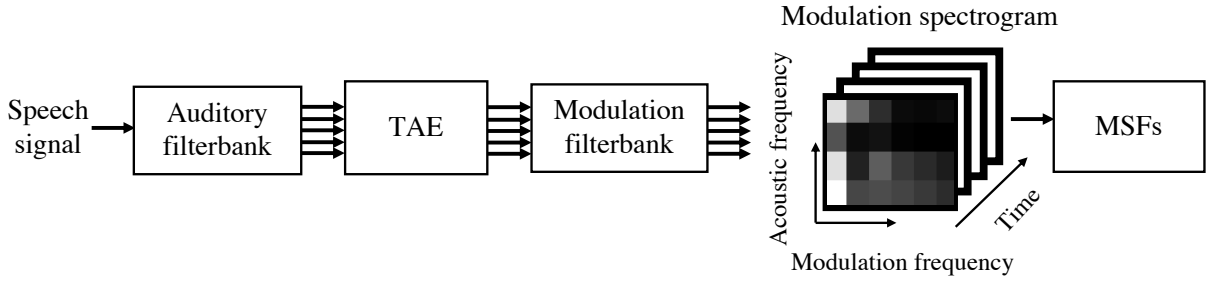 Modulation spectrogram
Speech
signal
Auditory
filterbank
TAE
Modulation
filterbank
Acoustic frequency
Modulation frequency
Time
MSFs